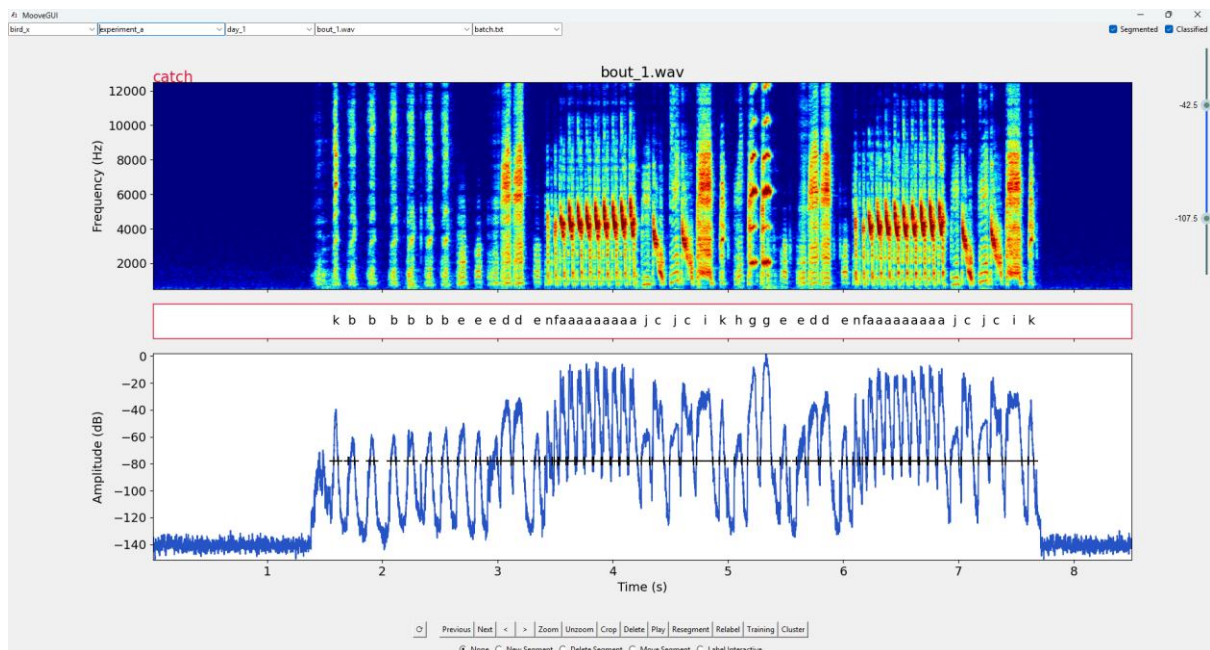 MooveGUI
bird_x experiment_a day_1 bout_1.wav batch.txt Segmented Classified
catch bout_1.wav
12000
10000
8000
6000
4000
2000
Frequency (Hz)
-42.5
-107.5
k b b b b b b e e e d d e n f a a a a a a a a a j c j c i k h g g e e d d e n f a a a a a a a a a j c j c i k
0
−20
−40
−60
−80
−100
−120
−140
Amplitude (dB)
1 2 3 4 5 6 7 8
Time (s)
Previous Next < > Zoom Unzoom Crop Delete Play Resegment Relabel Training Cluster
None New Segment Delete Segment Move Segment Label Interactive